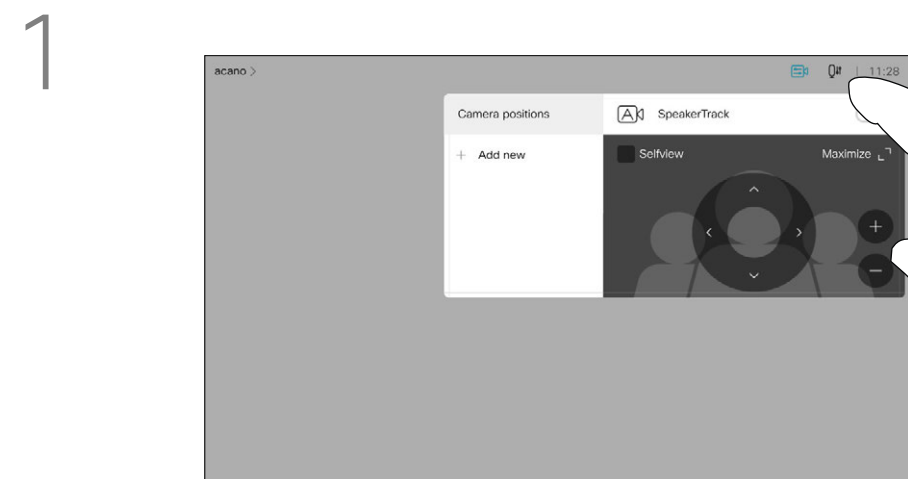 1
acano >
11:28
Camera positions
A SpeakerTrack
+ Add new
Selfview
Maximize